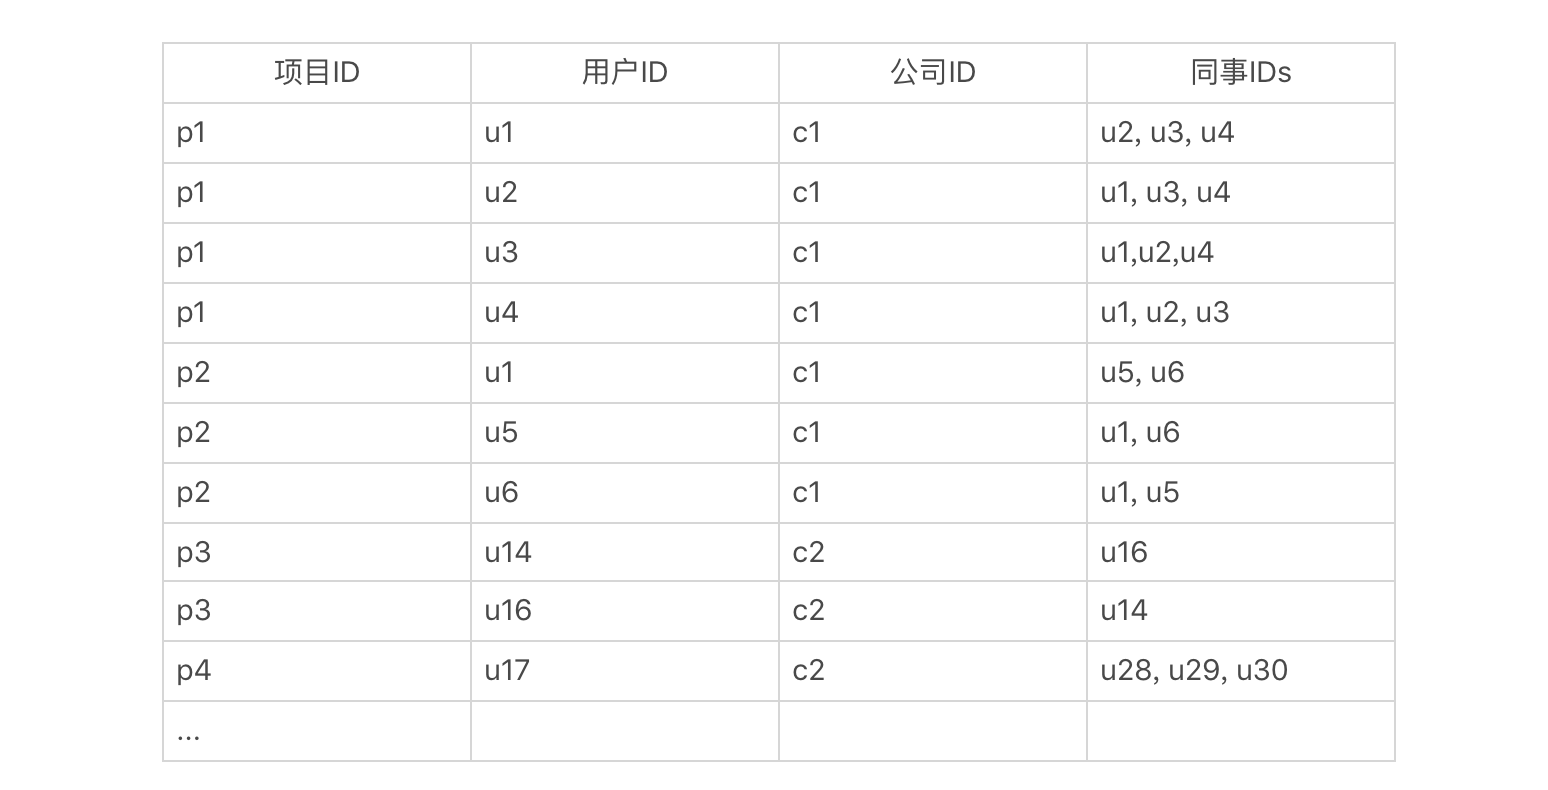 项目ID 用户ID 公司ID 同事IDs
p1 u1 c1 u2, u3, u4
p1 u2 c1 u1, u3, u4
p1 u3 c1 u1,u2,u4
p1 u4 c1 u1, u2, u3
p2 u1 c1 u5, u6
p2 u5 c1 u1, u6
p2 u6 c1 u1, u5
p3 u14 c2 u16
p3 u16 c2 u14
p4 u17 c2 u28, u29, u30
...